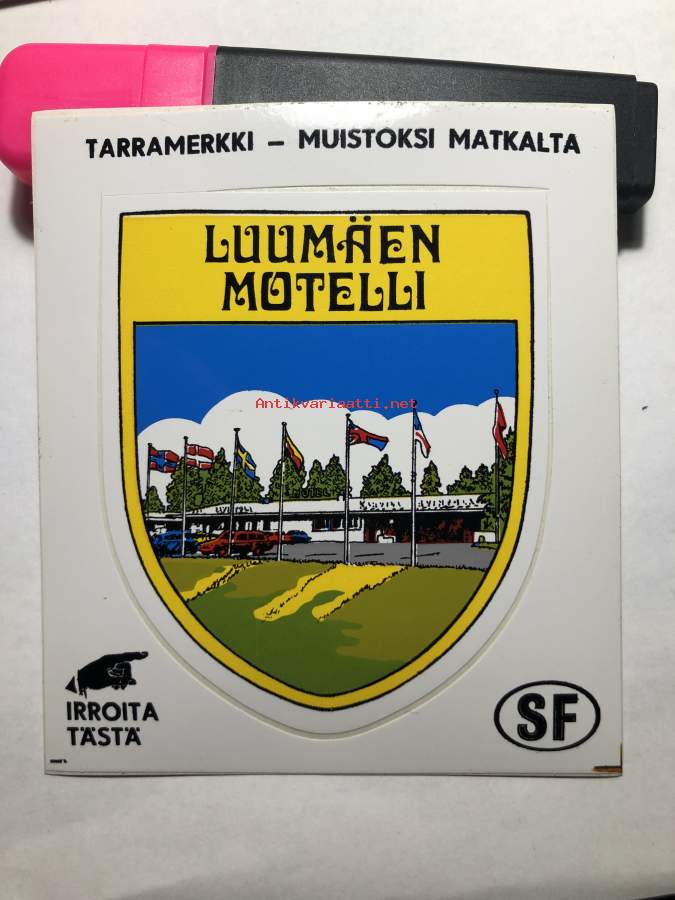 TARRAMERKKI – MUISTOKSI MATKALTA
LUUMÄEN
MOTELLI
Antikvariaatti.net
IRROITA
TÄSTÄ
SF